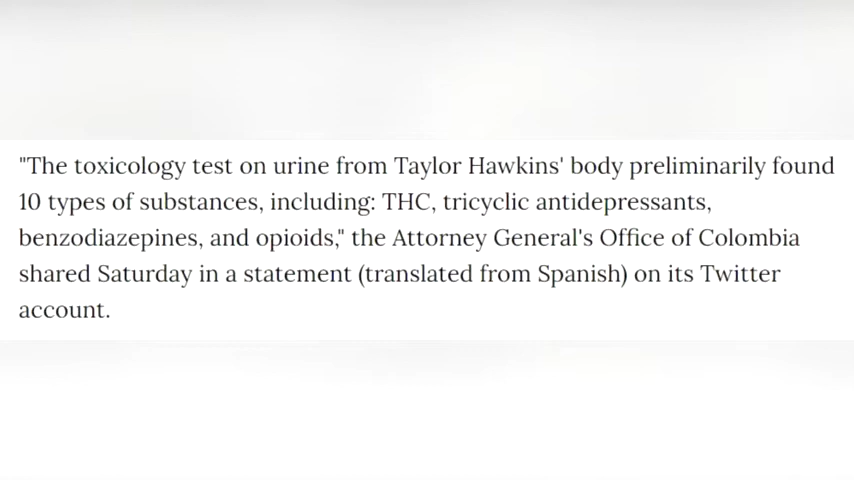 "The toxicology test on urine from Taylor Hawkins' body preliminarily found
10 types of substances, including: THC, tricyclic antidepressants,
benzodiazepines, and opioids," the Attorney General's Office of Colombia
shared Saturday in a statement (translated from Spanish) on its Twitter
account.